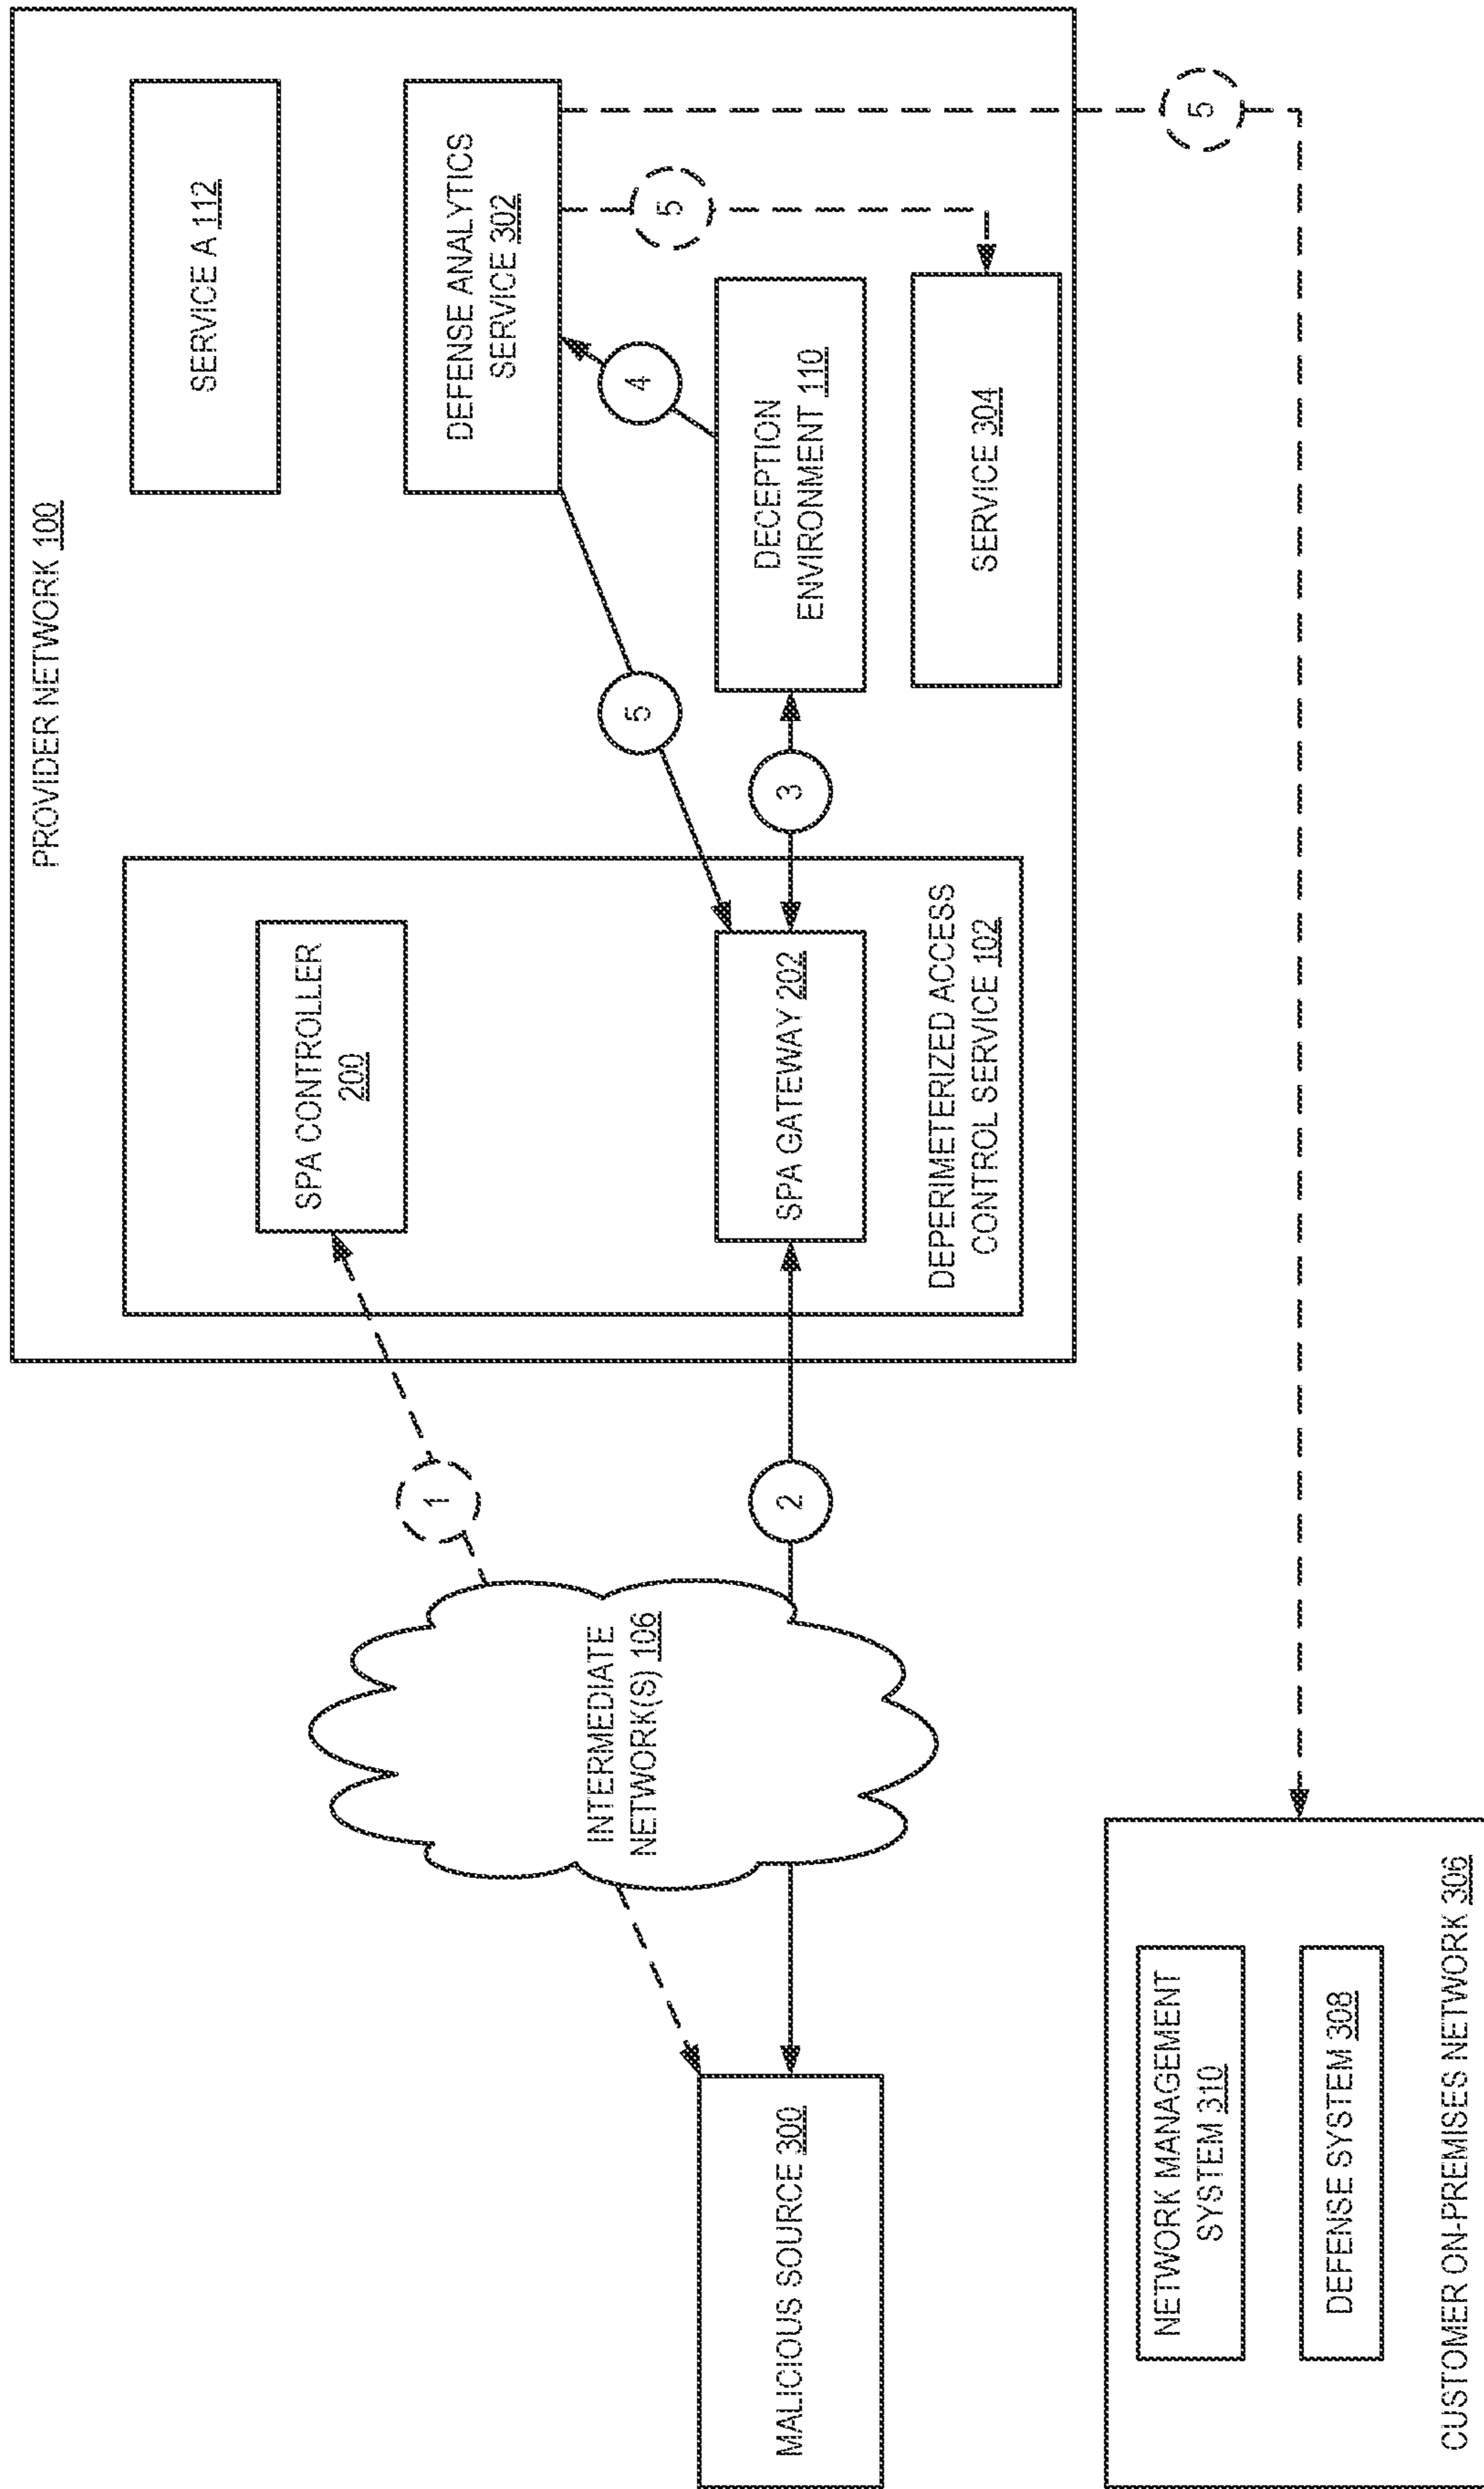 PROVIDER NETWORK 100
SERVICE A 112
SPA CONTROLLER
200
DEFENSE ANALYTICS
SERVICE 302
1
5
5
4
5
INTERMEDIATE
NETWORK(S) 106
MALICIOUS SOURCE 300
2
SPA GATEWAY 202
3
DECEPTION
ENVIRONMENT 110
DEPERIMETERIZED ACCESS
CONTROL SERVICE 102
SERVICE 304
NETWORK MANAGEMENT
SYSTEM 310
DEFENSE SYSTEM 308
CUSTOMER ON-PREMISES NETWORK 306